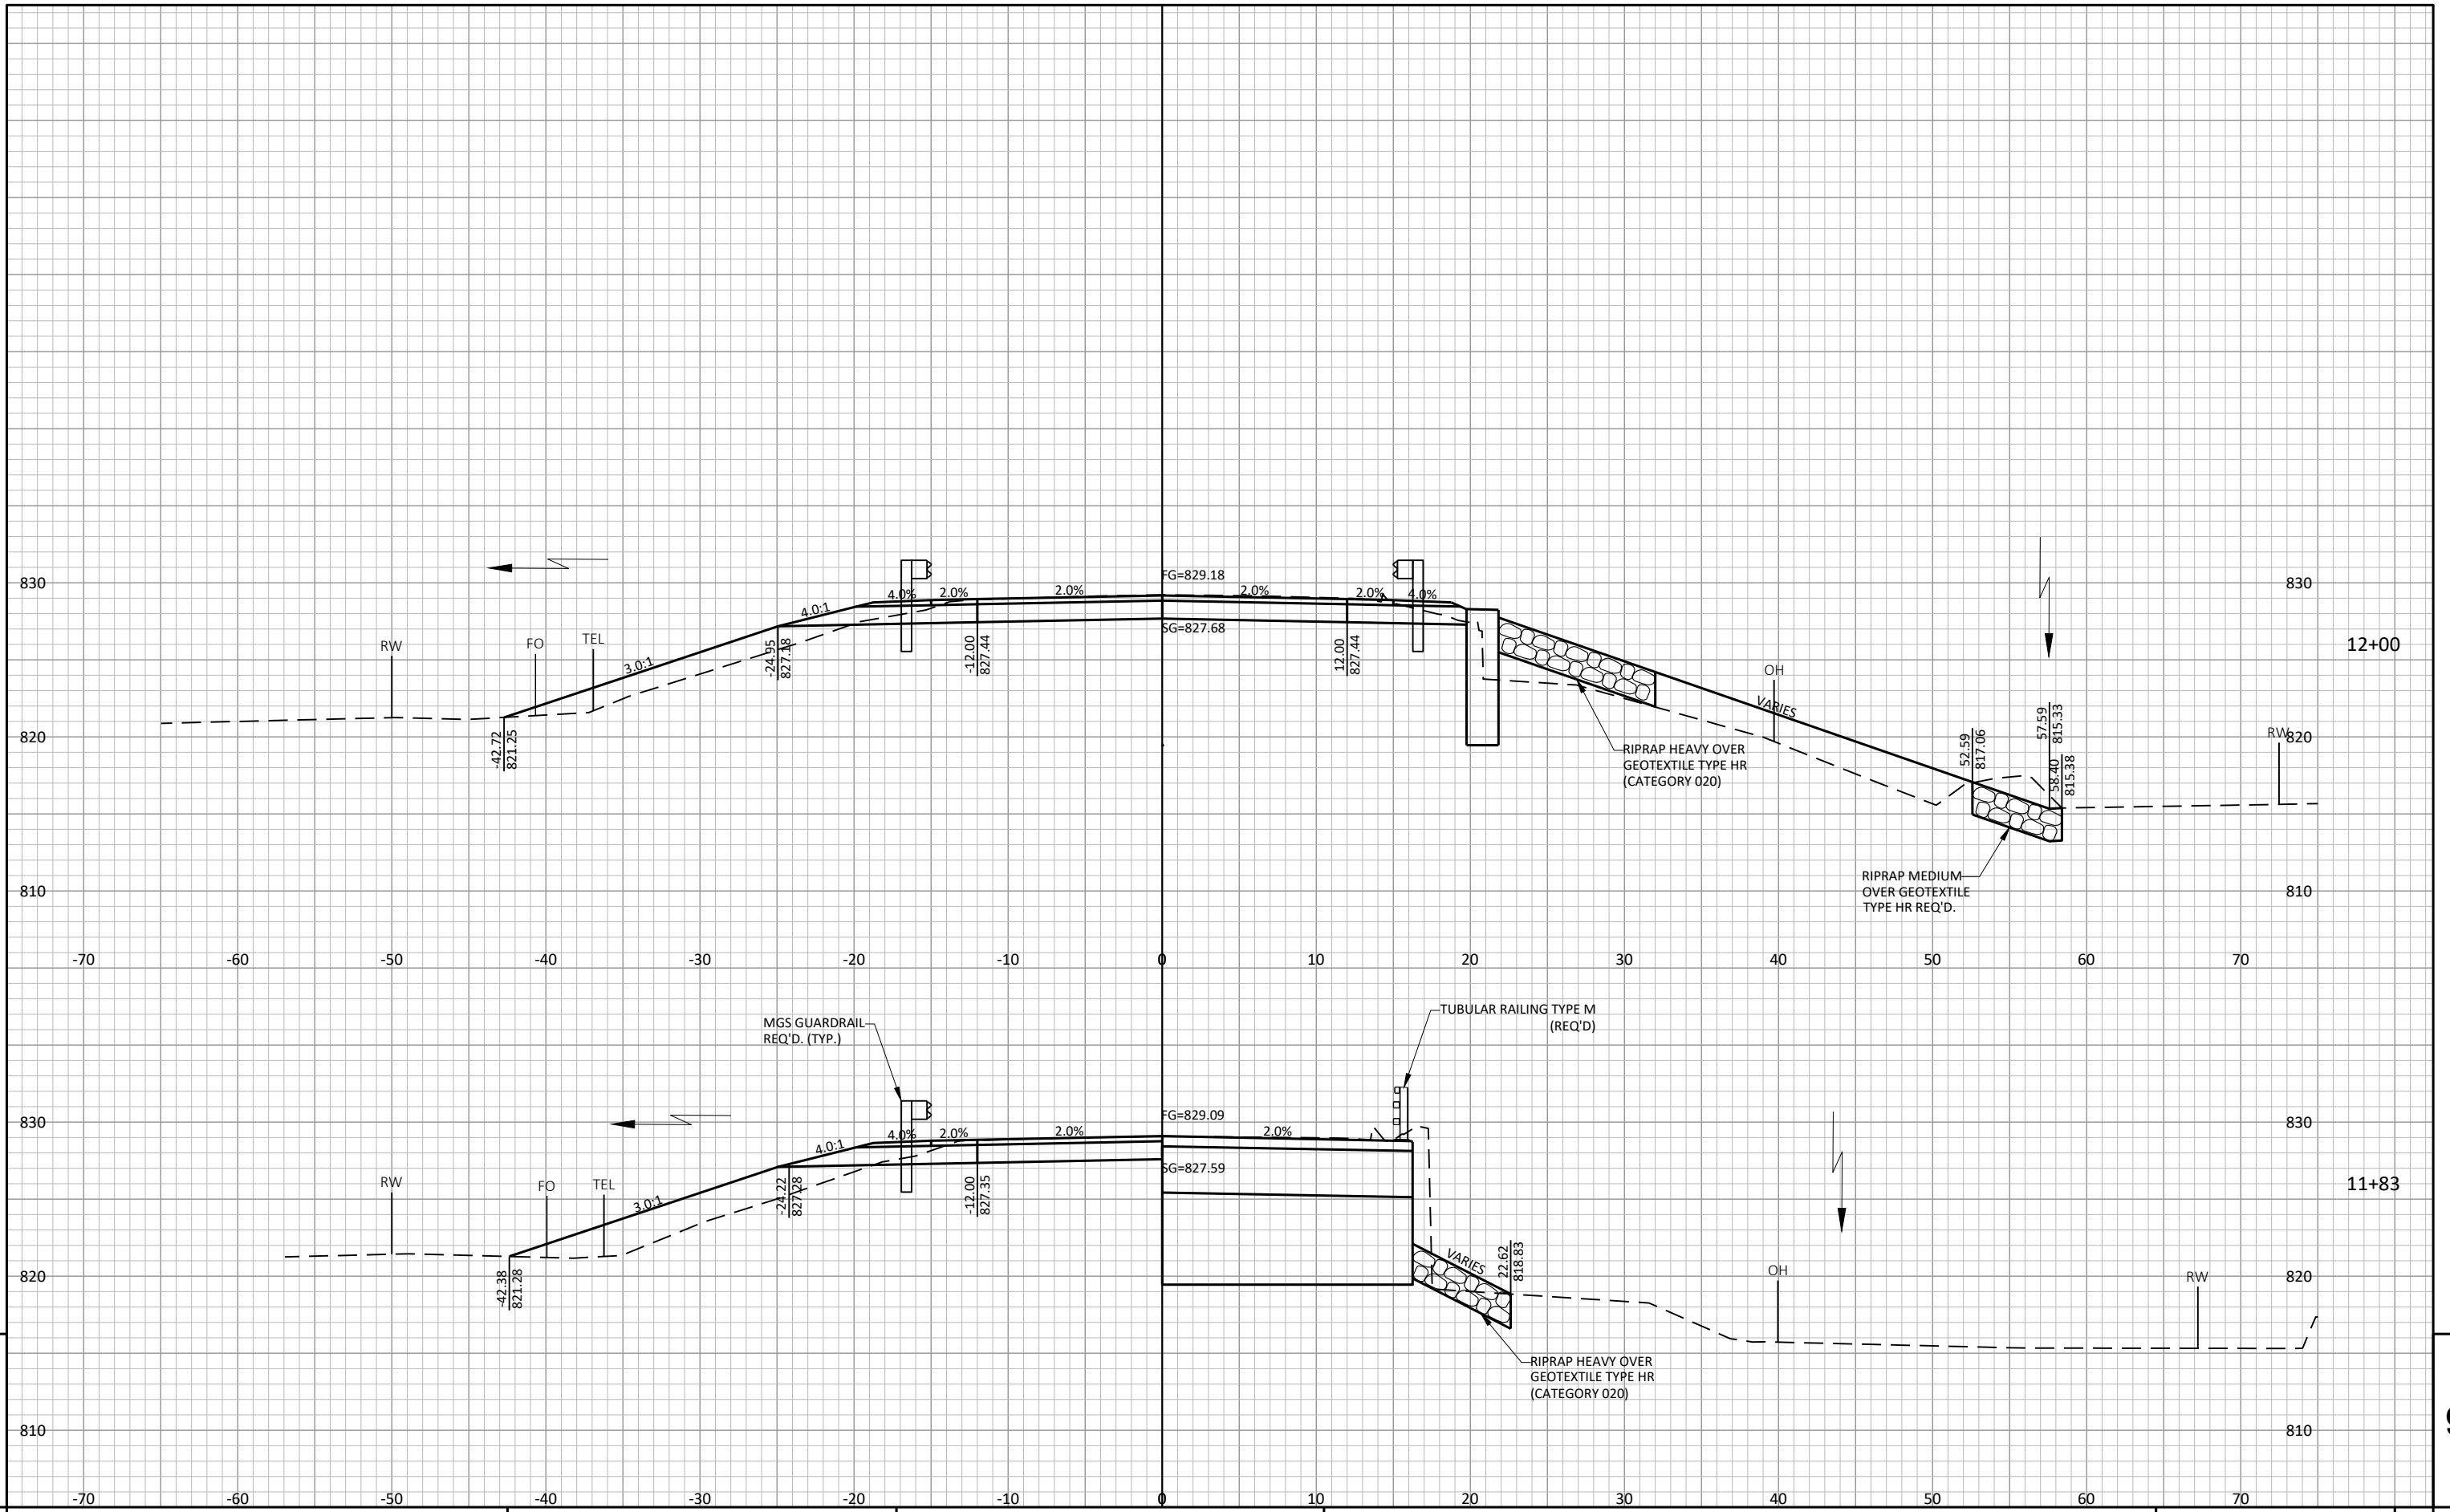 FG=829.18
830
830
4.0%
2.0%
2.0%
2.0%
2.0%
4.0%
4.0:1
SG=827.68
RW
FO
TEL
3.0:1
-24.95
827.18
-12.00
827.44
12.00
827.44
12+00
OH
VARIES
820
-42.72
821.25
52.59
817.06
57.59
815.33
58.40
815.38
RW
820
RIPRAP HEAVY OVER
GEOTEXTILE TYPE HR
(CATEGORY 020)
RIPRAP MEDIUM
OVER GEOTEXTILE
TYPE HR REQ'D.
810
810
-70 -60 -50 -40 -30 -20 -10 0 10 20 30 40 50 60 70
MGS GUARDRAIL
REQ'D. (TYP.)
TUBULAR RAILING TYPE M
(REQ'D)
FG=829.09
830
830
4.0%
2.0%
2.0%
2.0%
4.0:1
SG=827.59
RW
FO
TEL
3.0:1
-24.22
827.28
-12.00
827.35
11+83
820
-42.38
821.28
VARIES
22.62
818.83
OH
RW
820
RIPRAP HEAVY OVER
GEOTEXTILE TYPE HR
(CATEGORY 020)
810
810
-70 -60 -50 -40 -30 -20 -10 0 10 20 30 40 50 60 70